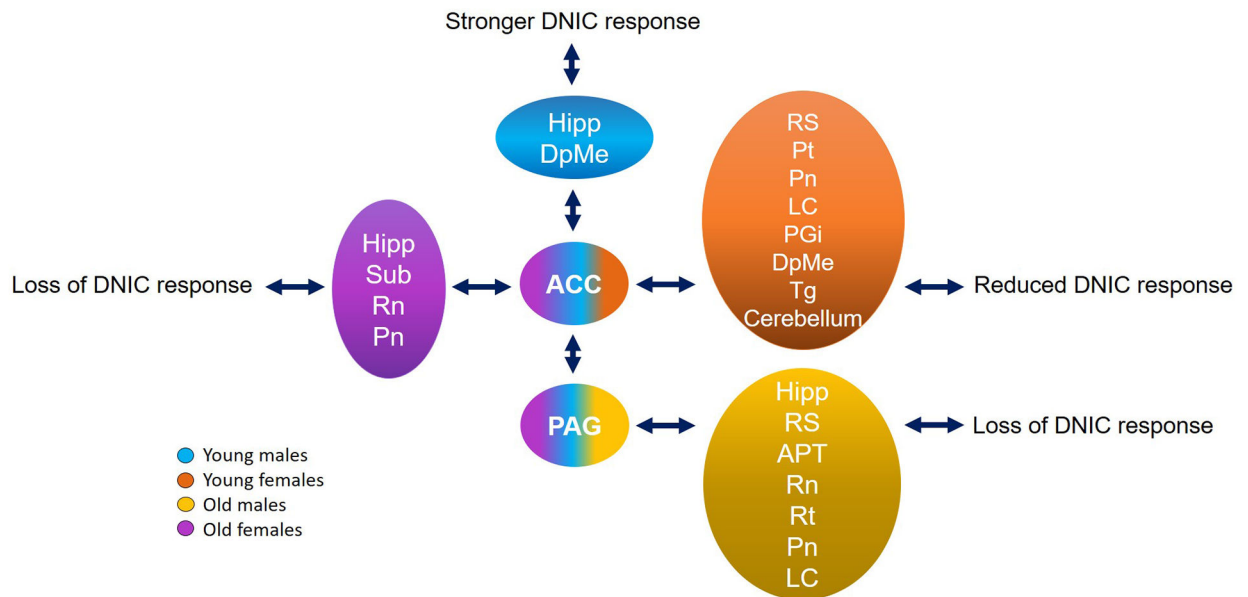 Stronger DNIC response
Hipp
DpMe
RS
Pt
Pn
LC
PGi
DpMe
Tg
Cerebellum
Hipp
Sub
Rn
Pn
ACC
Loss of DNIC response
Reduced DNIC response
PAG
Hipp
RS
APT
Rn
Rt
Pn
LC
Loss of DNIC response
Young males
Young females
Old males
Old females